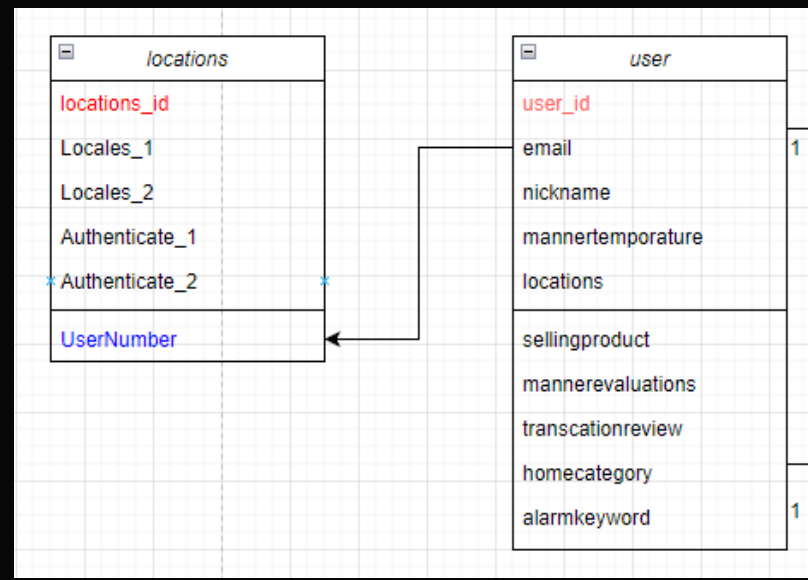 locations
locations_id
Locales_1
Locales_2
Authenticate_1
Authenticate_2
UserNumber
user
user_id
email
nickname
mannertemporature
locations
sellingproduct
mannerevaluations
transcationreview
homecategory
alarmkeyword
1
1